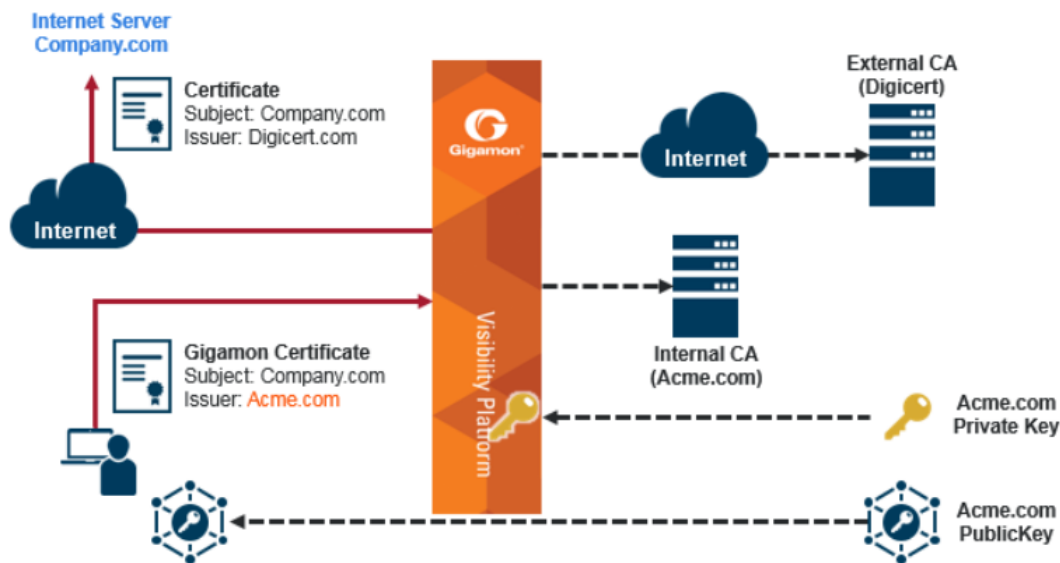 Internet Server
Company.com
Certificate
Subject: Company.com
Issuer: Digicert.com
Internet
Gigamon®
Internet
External CA
(Digicert)
Visibility Platform
Internal CA
(Acme.com)
Gigamon Certificate
Subject: Company.com
Issuer: Acme.com
Acme.com
Private Key
Acme.com
PublicKey